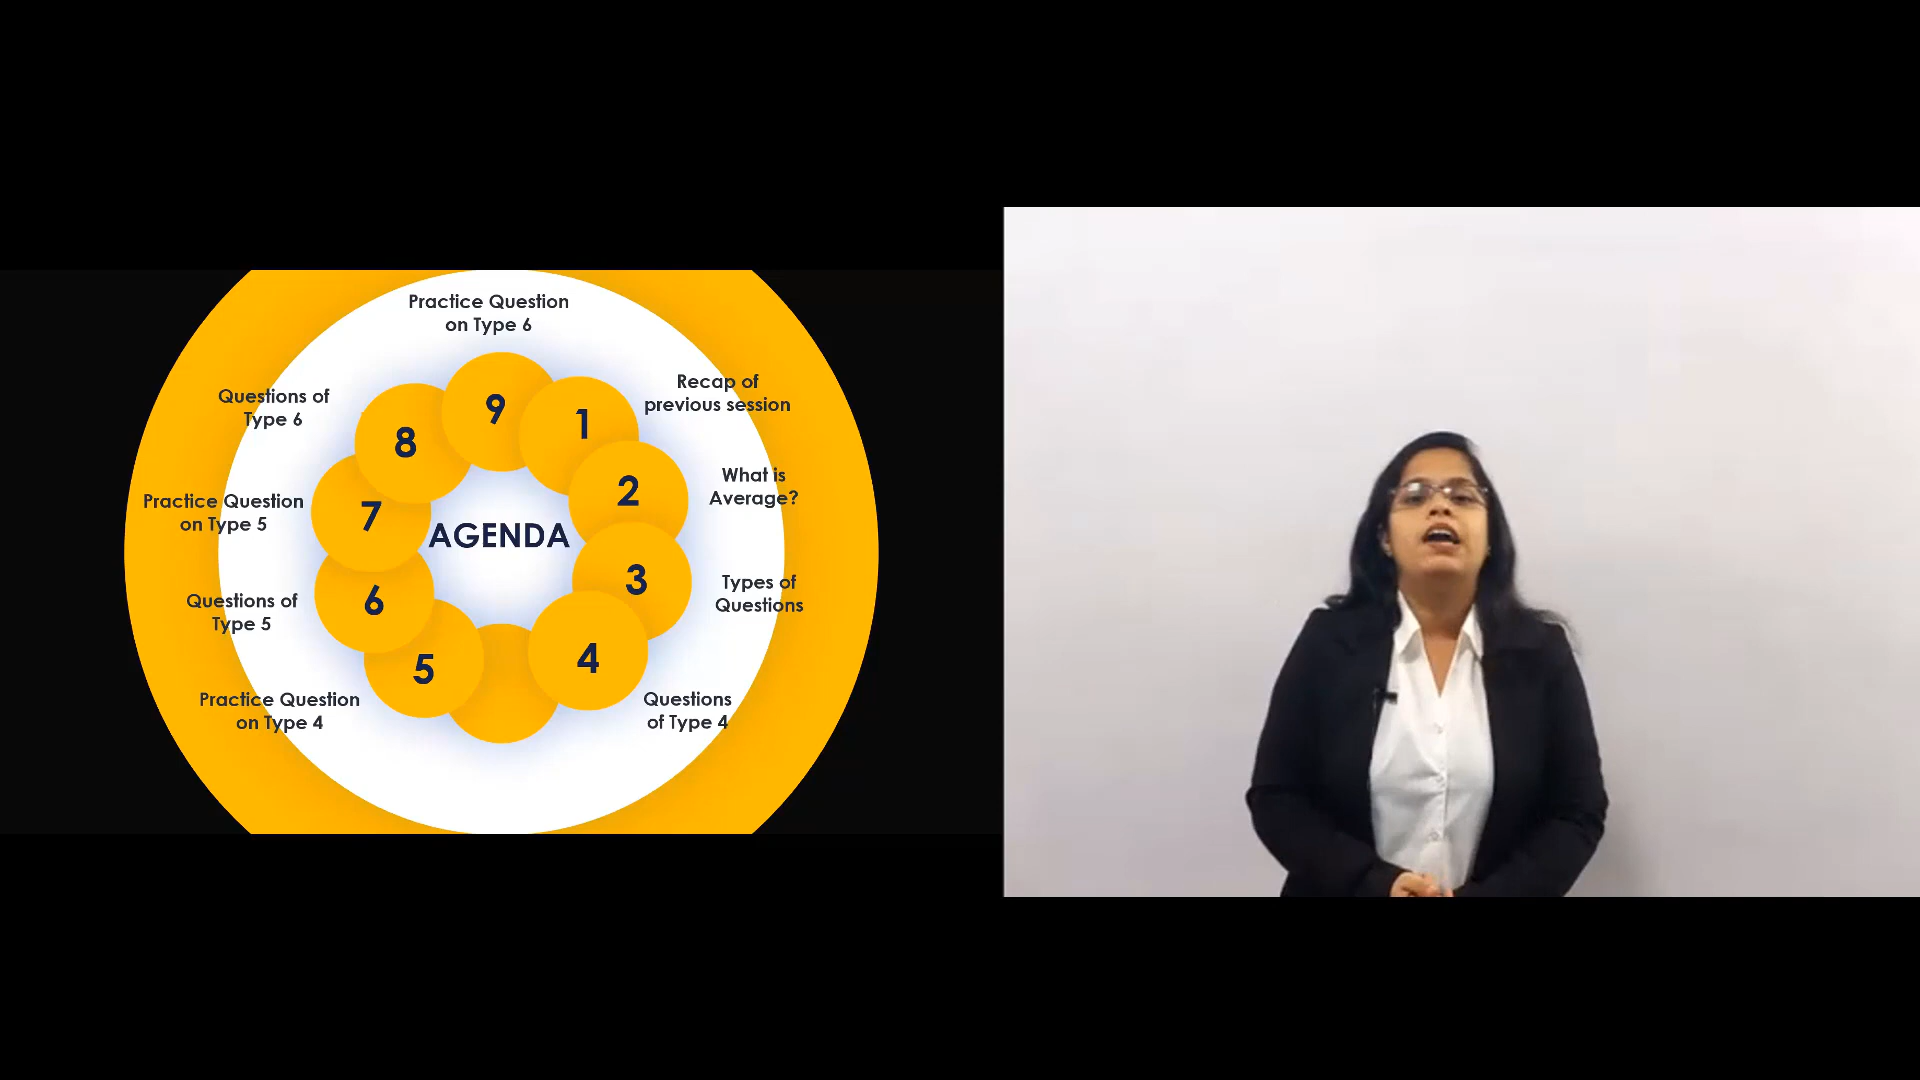 AGENDA
1
Recap of
previous session
2
What is
Average?
3
Types of
Questions
4
Questions
of Type 4
5
Practice Question
on Type 4
6
Questions of
Type 5
7
Practice Question
on Type 5
8
Questions of
Type 6
9
Practice Question
on Type 6